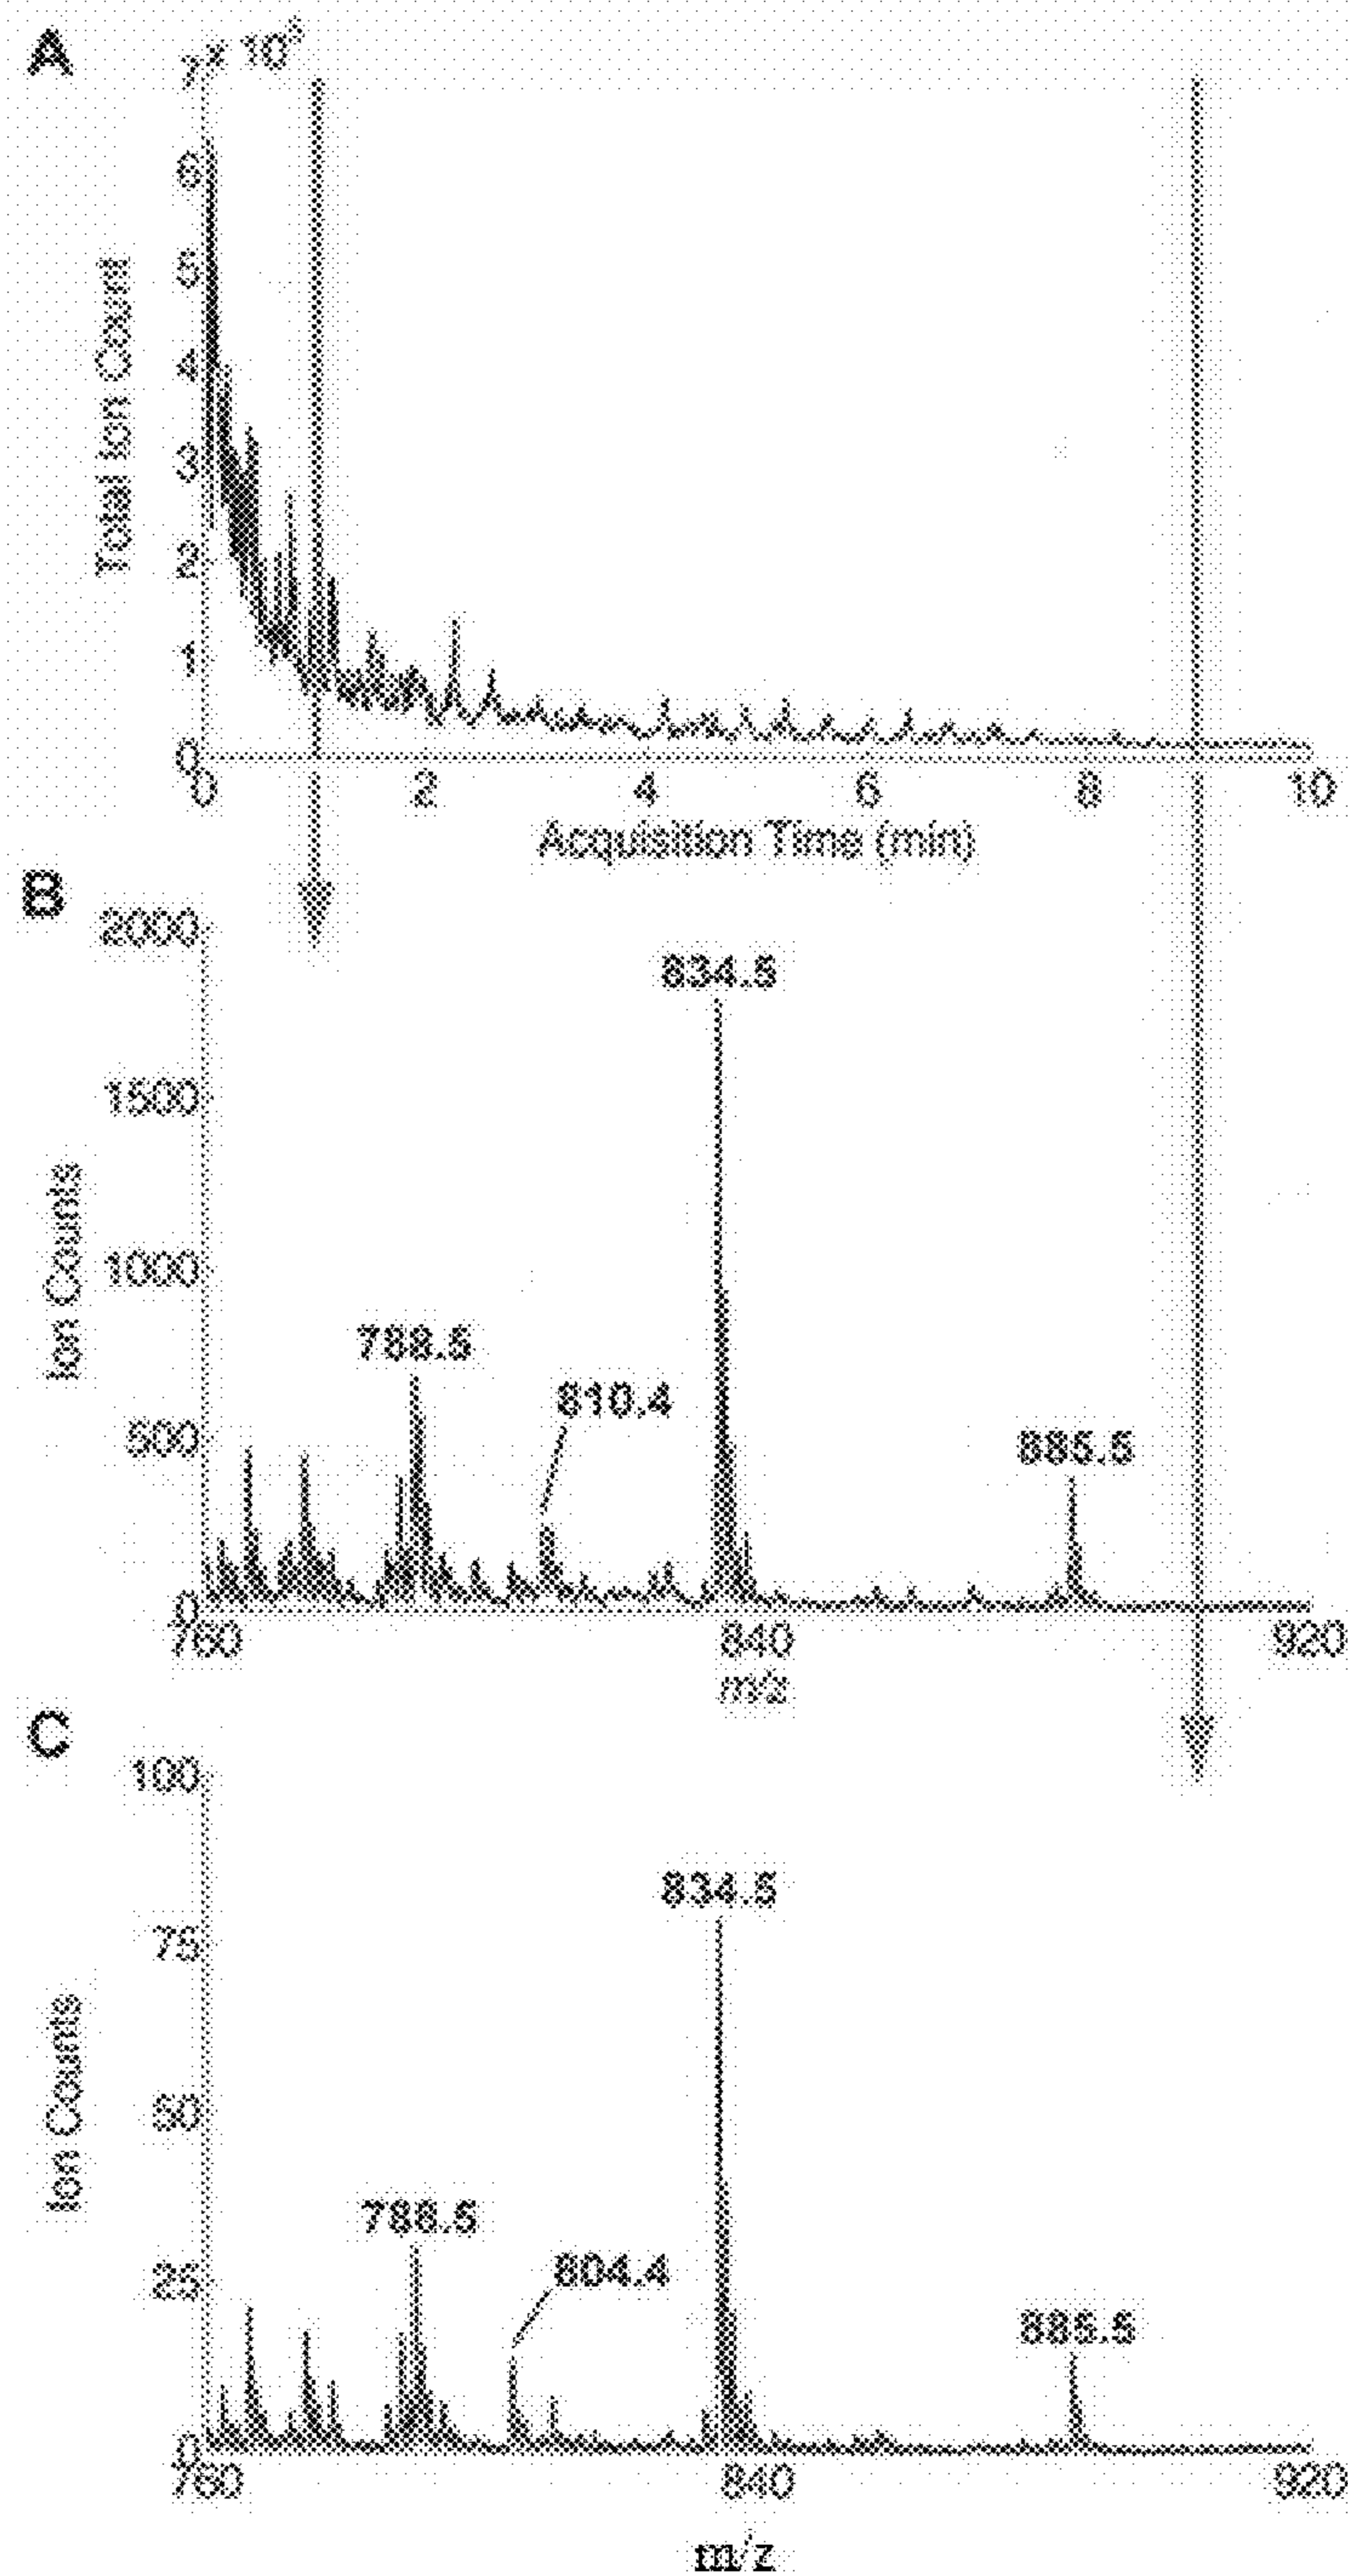 A
7 x 10
6
5
4
3
2
1
0
Total Ion Count
0 2 4 6 8 10
Acquisition Time (min)
B
2000
1500
1000
500
0
Ion Counts
834.5
788.5
810.4
885.5
760 840 920
m/z
C
100
75
50
25
0
Ion Counts
834.5
788.5
804.4
885.5
760 840 920
m/z